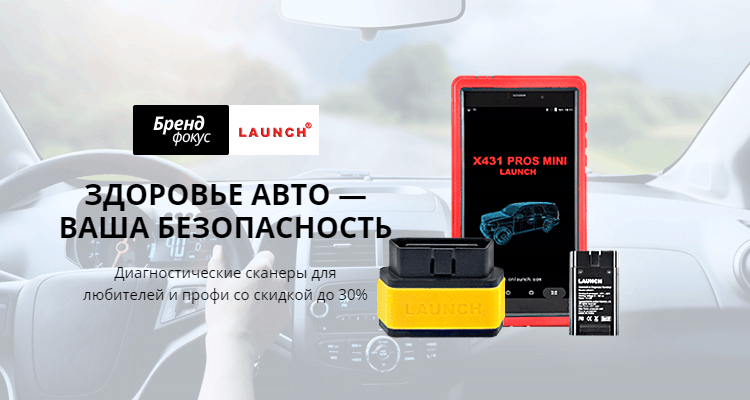 Бренд
фокус
LAUNCH®
ЗДОРОВЬЕ АВТО —
ВАША БЕЗОПАСНОСТЬ
Диагностические сканеры для
любителей и профи со скидкой до 30%
X431 PROS MINI
LAUNCH
LAUNCH
LAUNCH